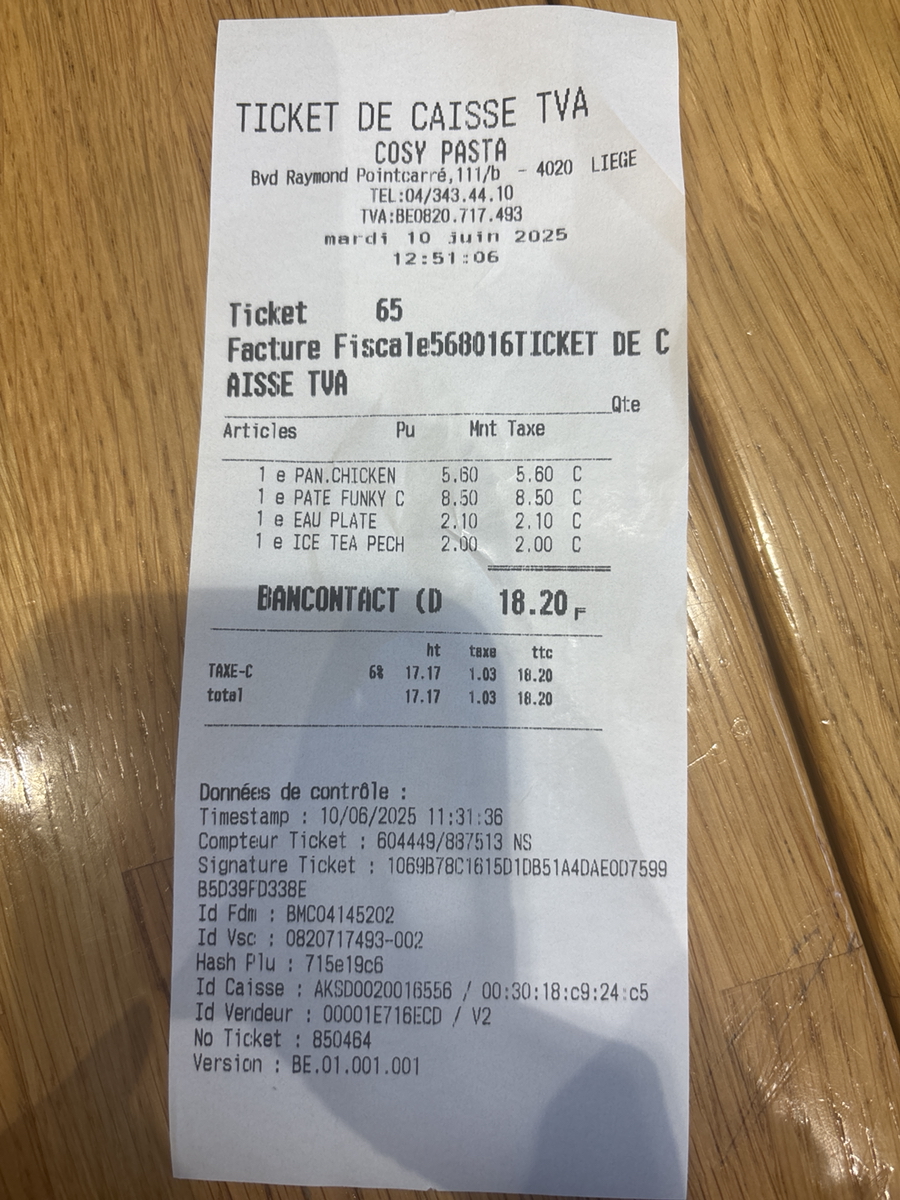 TICKET DE CAISSE TVA
COSY PASTA
Bvd Raymond Pointcarré,111/b - 4020 LIEGE
TEL:04/343.44.10
TVA:BE0820.717.493
mardi 10 juin 2025
12:51:06
Ticket 65
Facture Fiscale568016TICKET DE C
AISSE TVA
Qte
Articles Pu Mnt Taxe
1 e PAN.CHICKEN 5.60 5.60 C
1 e PATE FUNKY C 8.50 8.50 C
1 e EAU PLATE 2.10 2.10 C
1 e ICE TEA PECH 2.00 2.00 C
BANCONTACT (D 18.20 F
ht taxe ttc
TAXE-C 6% 17.17 1.03 18.20
total 17.17 1.03 18.20
Données de contrôle :
Timestamp : 10/06/2025 11:31:36
Compteur Ticket : 604449/887513 NS
Signature Ticket : 1069B78C1615D1DB51A4DAE0D7599
B5D39FD338E
Id Fdm : BMC04145202
Id Vsc : 0820717493-002
Hash Plu : 715e19c6
Id Caisse : AKSD0020016556 / 00:30:18:c9:24:c5
Id Vendeur : 00001E716ECD / V2
No Ticket : 850464
Version : BE.01.001.001